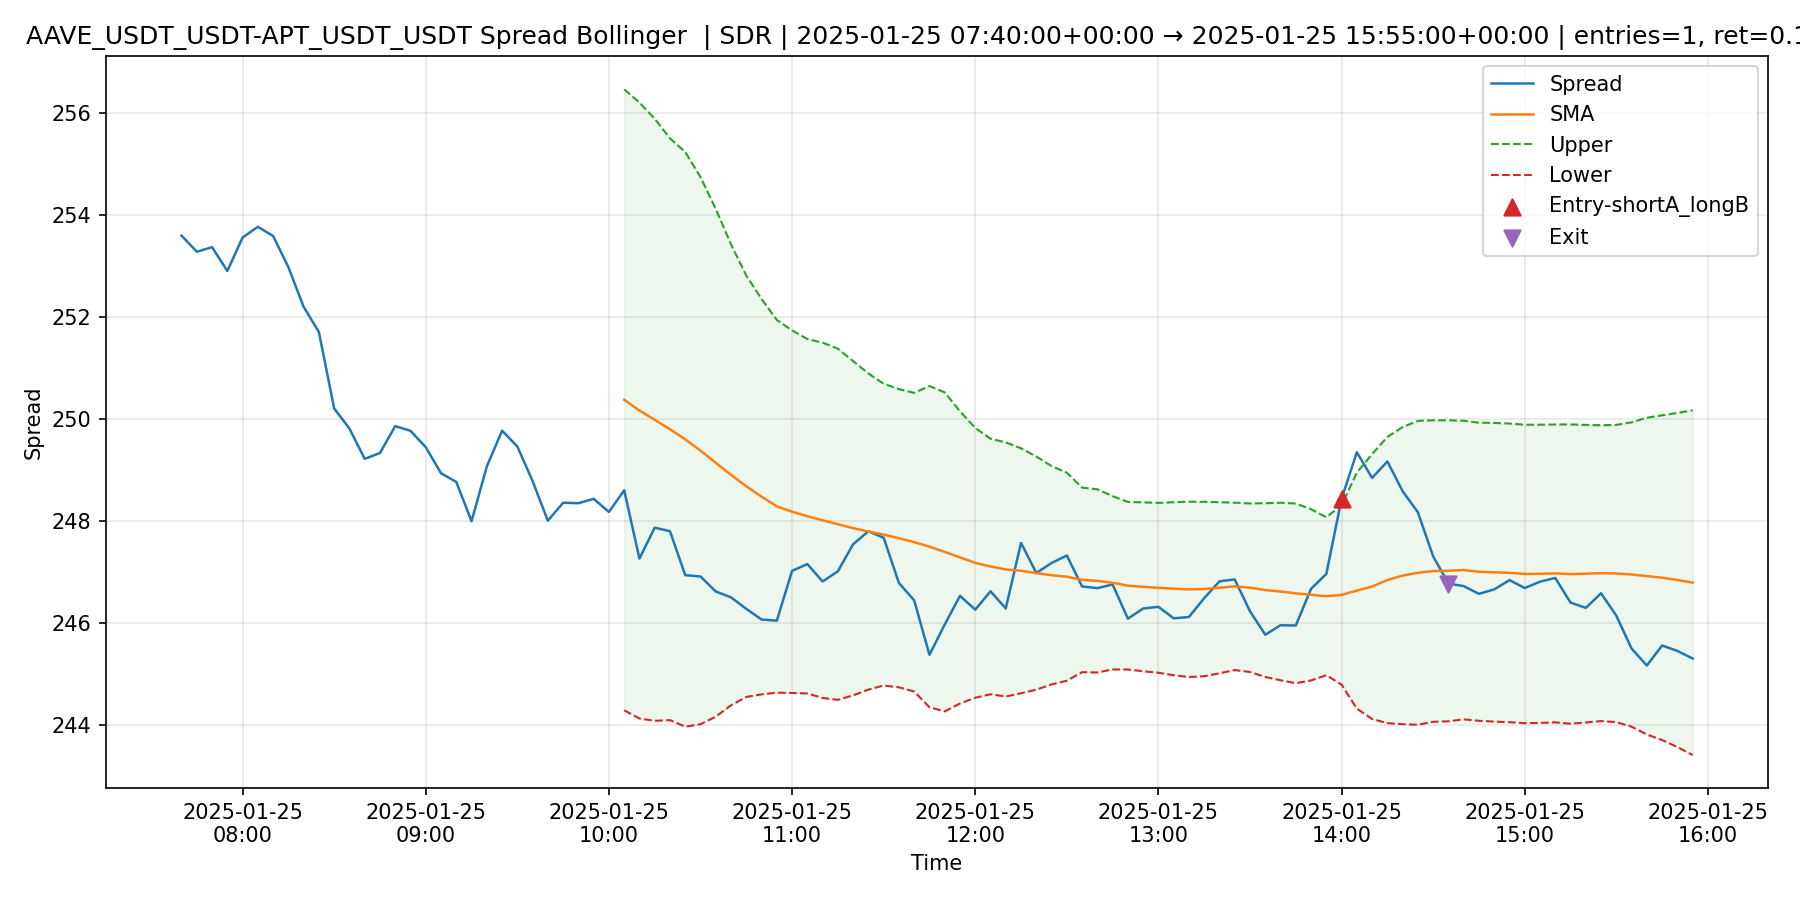 AAVE_USDT_USDT-APT_USDT_USDT Spread Bollinger | SDR | 2025-01-25 07:40:00+00:00 → 2025-01-25 15:55:00+00:00 | entries=1, ret=0.1
Spread
SMA
Upper
Lower
Entry-shortA_longB
Exit
256
254
252
250
248
246
244
Spread
2025-01-25 2025-01-25 2025-01-25 2025-01-25 2025-01-25 2025-01-25 2025-01-25 2025-01-25 2025-01-25
08:00 09:00 10:00 11:00 12:00 13:00 14:00 15:00 16:00
Time